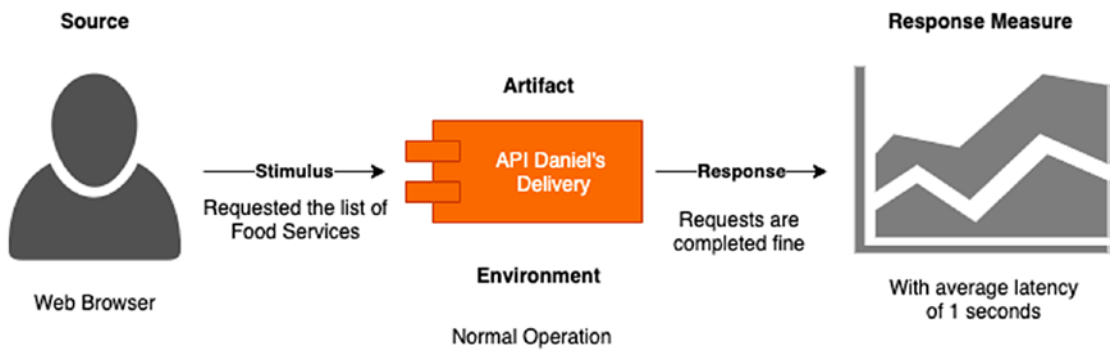 Source
Web Browser
Stimulus
Requested the list of
Food Services
Artifact
API Daniel's
Delivery
Environment
Normal Operation
Response
Requests are
completed fine
Response Measure
With average latency
of 1 seconds